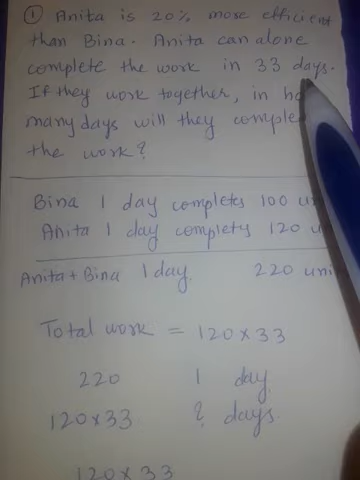 ① Anita is 20% more efficient
than Bina. Anita can alone
complete the work in 33 days.
If they work together, in
many days will they
the work?
Bina 1 day completes 100
Anita 1 day completes 120
Anita + Bina 1 day. 220
Total work = 120 x 33
220 1 day
120 x 33 ? days.
120 x 33